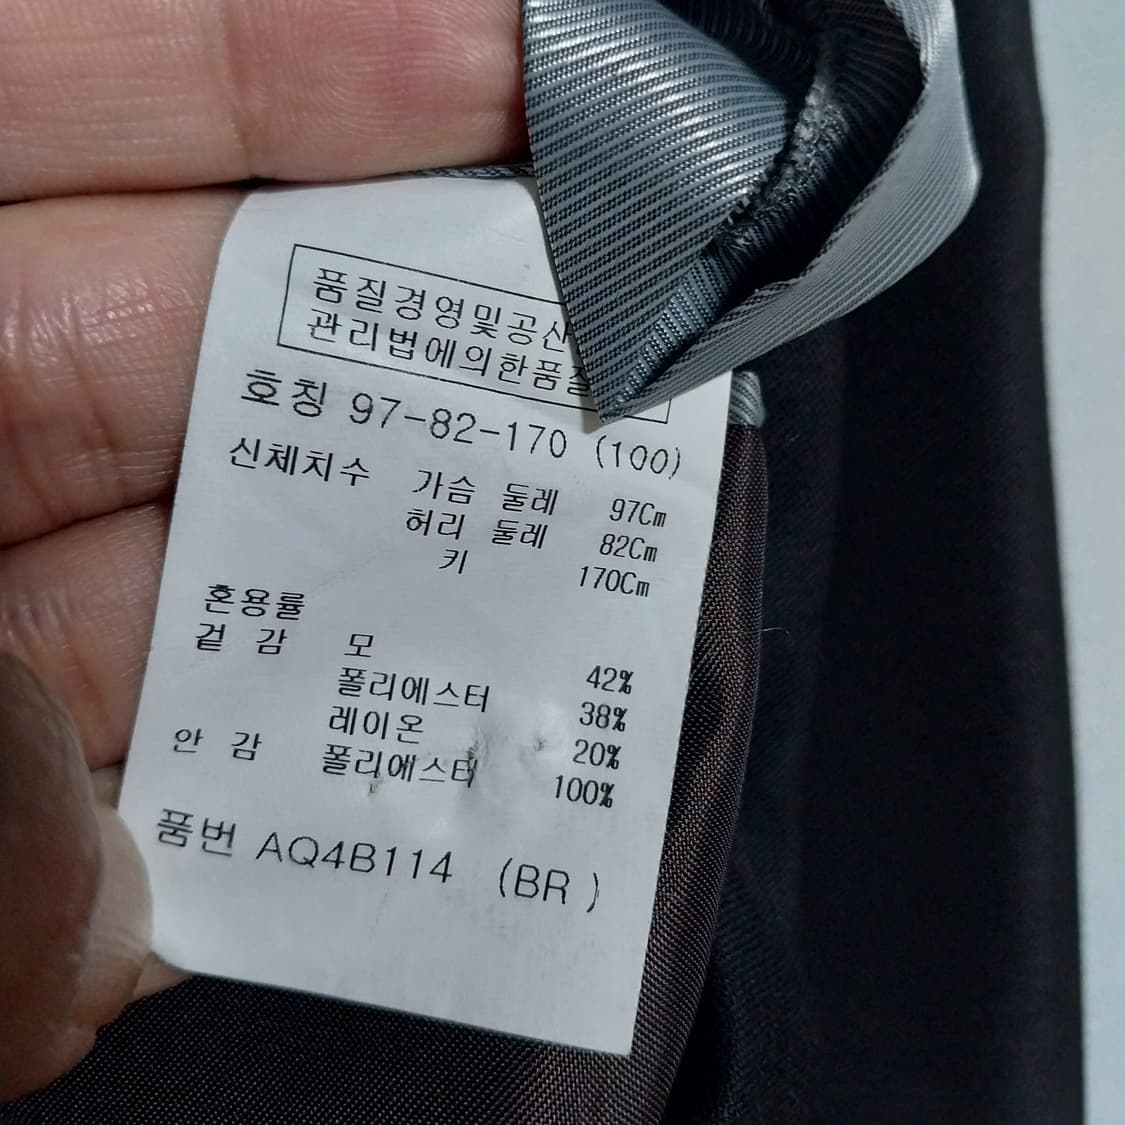 품질경영및공산
관리법에의한품질
호칭 97-82-170 (100)
신체치수 가슴 둘레 97Cm
허리 둘레 82Cm
키 170Cm
혼용률
겉 감 모 42%
폴리에스터 38%
레이온 20%
안 감 폴리에스터 100%
품번 AQ4B114 (BR )